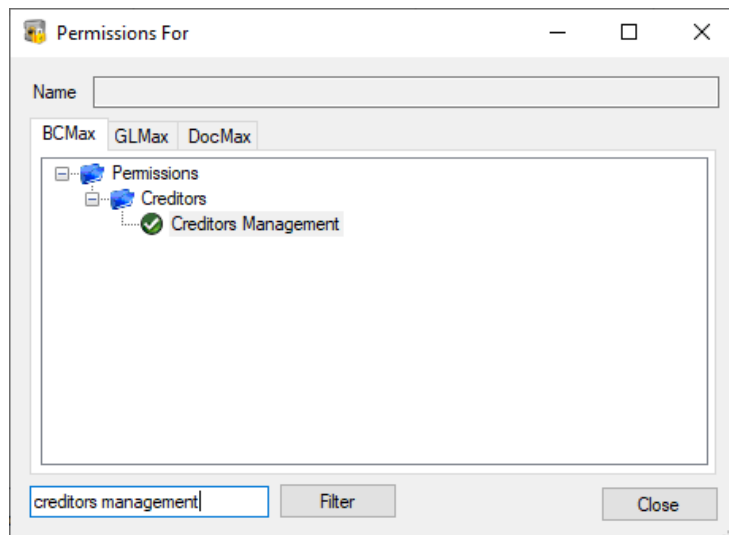 Permissions For
Name
BCMax GLMax DocMax
Permissions
Creditors
Creditors Management
creditors management
Filter
Close